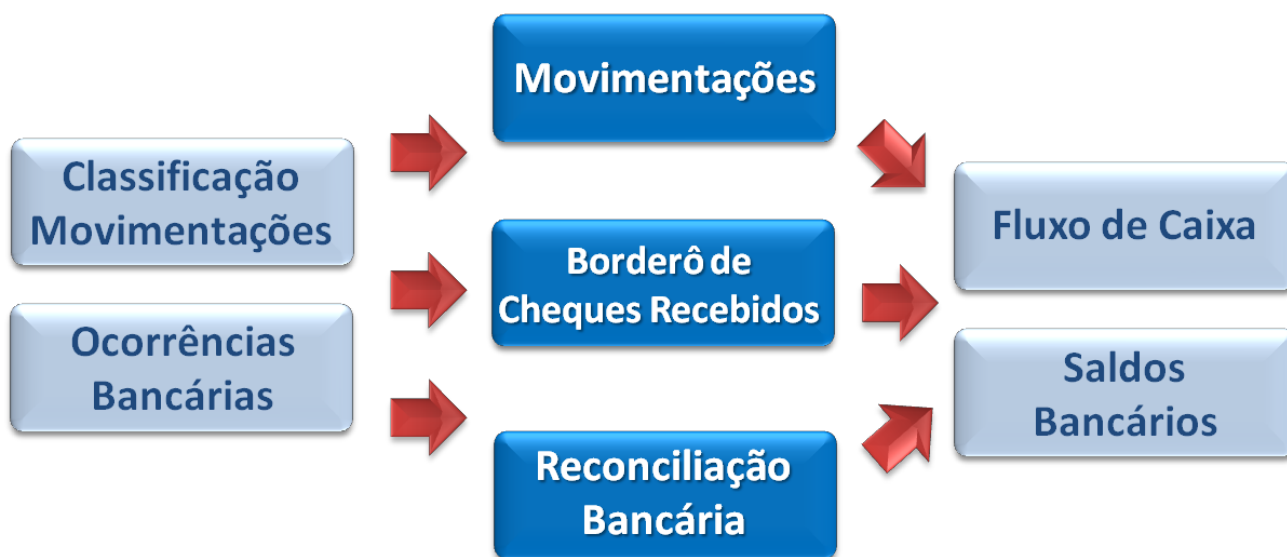 Classificação
Movimentações
Ocorrências
Bancárias
Movimentações
Borderô de
Cheques Recebidos
Reconciliação
Bancária
Fluxo de Caixa
Saldos
Bancários